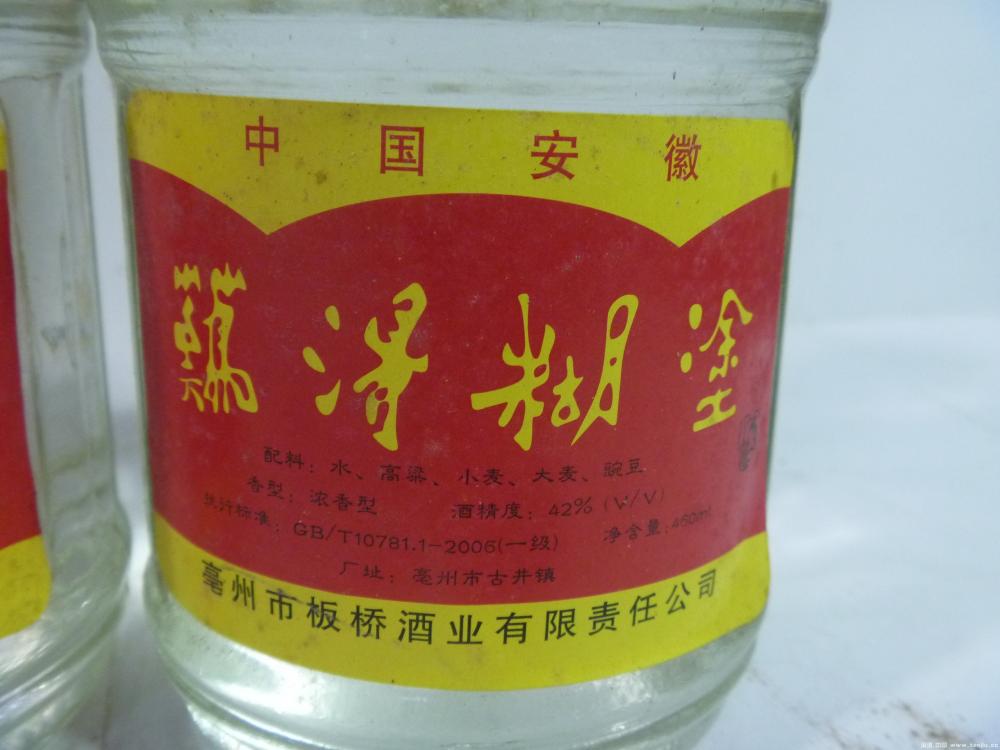 中国安徽
難得糊塗
配料：水、高粱、小麦、大麦、豌豆
香型：浓香型 酒精度：42%（V/V）
执行标准：GB/T10781.1-2006(一级) 净含量:460ml
厂址：亳州市古井镇
亳州市板桥酒业有限责任公司